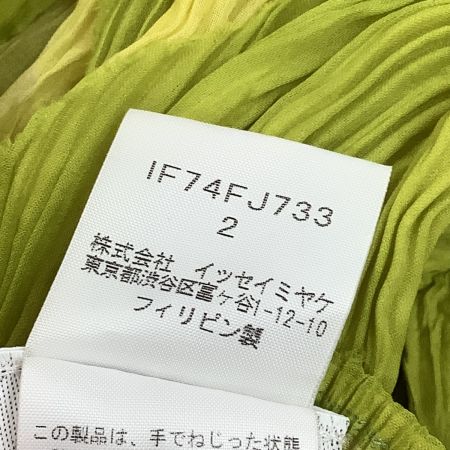 IF74FJ733
2
株式会社 イッセイミヤケ
東京都渋谷区富ヶ谷1-12-10
フィリピン製
この製品は、手でねじった状態